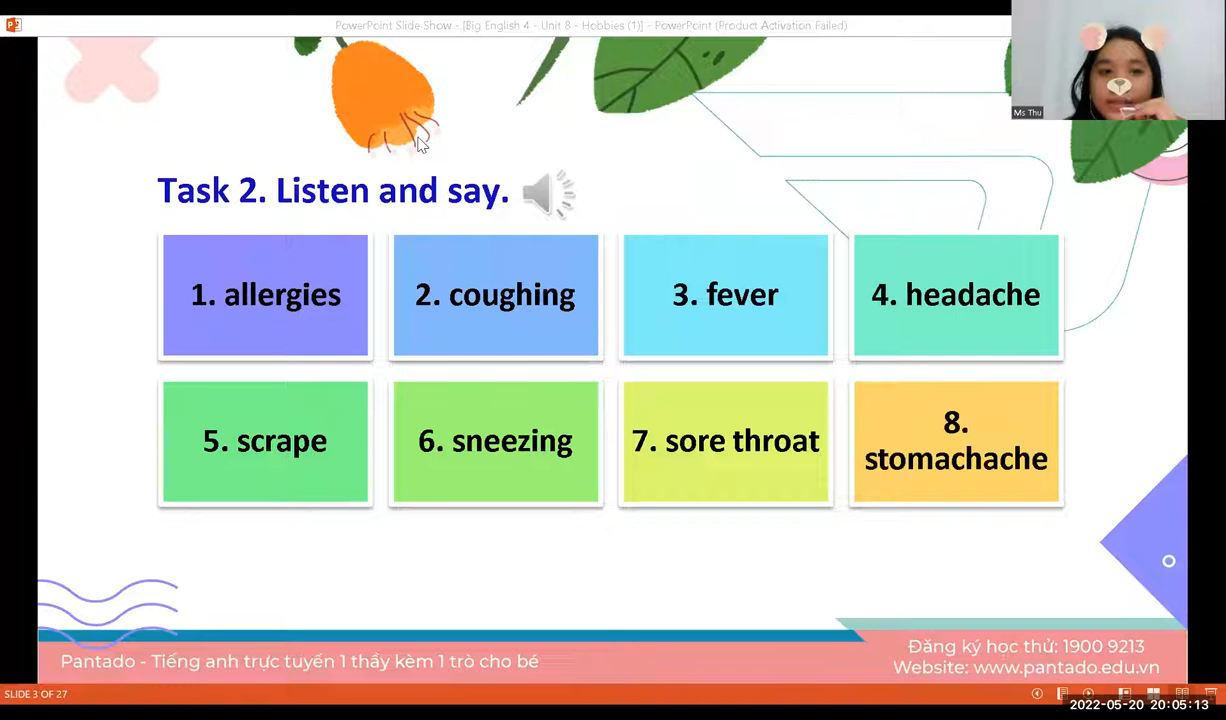 PowerPoint Slide-Show - [Big English 4 - Unit 8 - Hobbies (1)] - PowerPoint (Product Activation Failed)
Ms Thu
Task 2. Listen and say.
1. allergies
2. coughing
3. fever
4. headache
5. scrape
6. sneezing
7. sore throat
8.
stomachache
Pantado - Tiếng anh trực tuyến 1 thầy kèm 1 trò cho bé
Đăng ký học thử: 1900 9213
Website: www.pantado.edu.vn
SLIDE 3 OF 27
2022-05-20 20:05:13